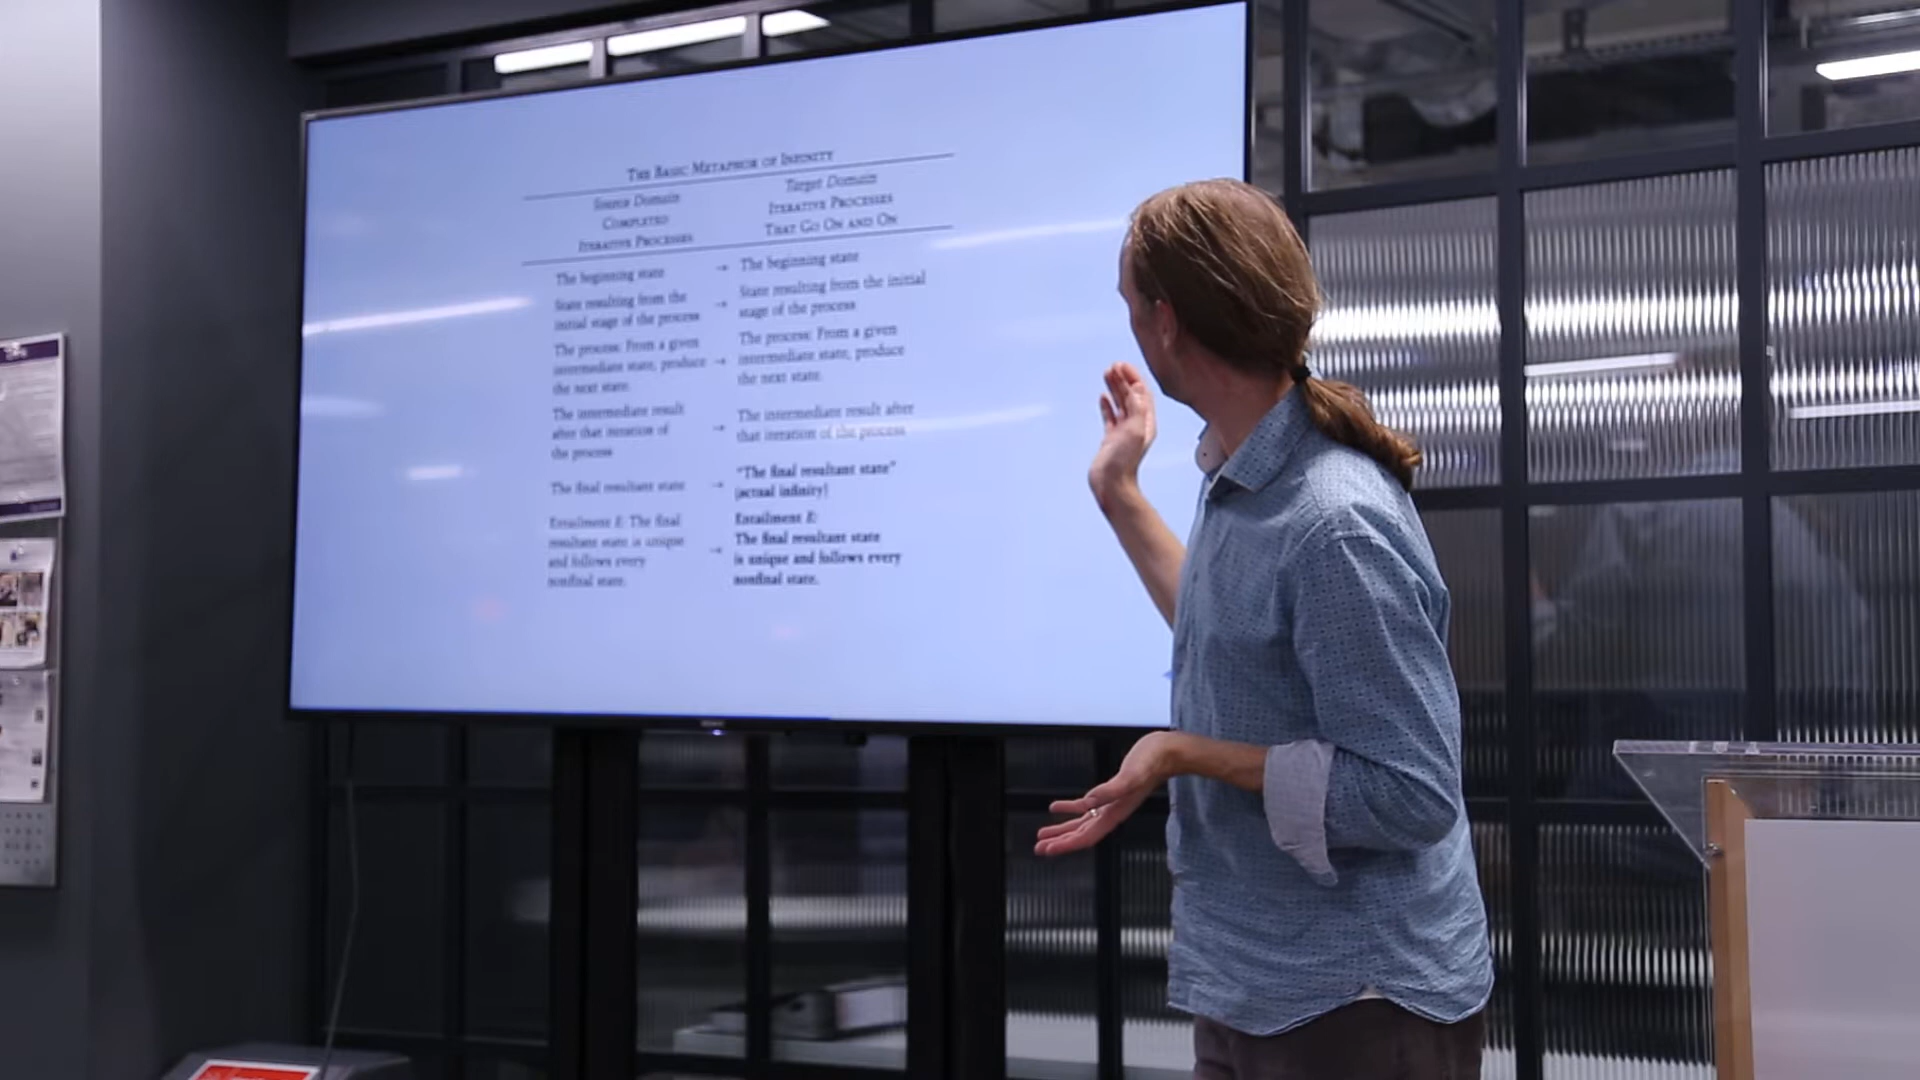 THE BASIC METAPHOR OF INFINITY
Source Domain
COMPLETED
ITERATIVE PROCESSES
Target Domain
ITERATIVE PROCESSES
THAT GO ON AND ON
The beginning state
→
The beginning state
State resulting from the
initial stage of the process
→
State resulting from the initial
stage of the process
The process: From a given
intermediate state, produce
the next state.
→
The process: From a given
intermediate state, produce
the next state.
The intermediate result
after that iteration of
the process
→
The intermediate result after
that iteration of the process
The final resultant state
→
"The final resultant state"
(actual infinity)
Entailment E: The final
resultant state is unique
and follows every
nonfinal state.
→
Entailment E:
The final resultant state
is unique and follows every
nonfinal state.